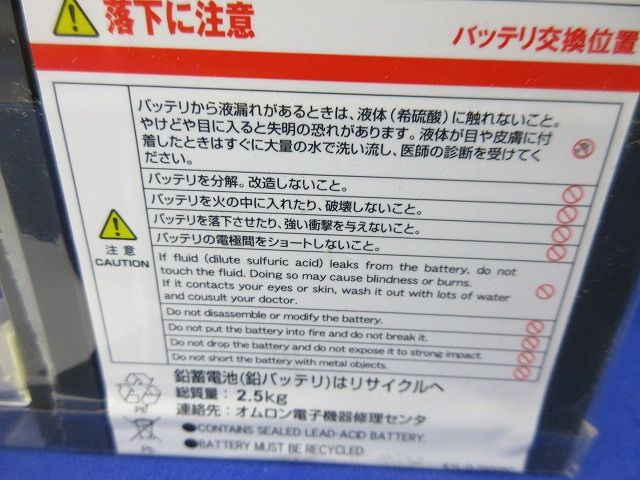 落下に注意
バッテリ交換位置
バッテリから液漏れがあるときは、液体(希硫酸)に触れないこと。
やけどや目に入ると失明の恐れがあります。液体が目や皮膚に付
着したときはすぐに大量の水で洗い流し、医師の診断を受けてく
ださい。
バッテリを分解。改造しないこと。
バッテリを火の中に入れたり、破壊しないこと。
バッテリを落下させたり、強い衝撃を与えないこと。
バッテリの電極間をショートしないこと。
注意
CAUTION
If fluid (dilute sulfuric acid) leaks from the battery, do not
touch the fluid. Doing so may cause blindness or burns.
If it contacts your eyes or skin, wash it out with lots of water
and cousult your doctor.
Do not disassemble or modify the battery.
Do not put the battery into fire and do not break it.
Do not drop the battery and do not expose it to strong impact.
Do not short the battery with metal objects.
鉛蓄電池(鉛バッテリ)はリサイクルへ
総質量：2.5kg
連絡先：オムロン電子機器修理センタ
Pb
●CONTAINS SEALED LEAD-ACID BATTERY.
●BATTERY MUST BE RECYCLED
Pb